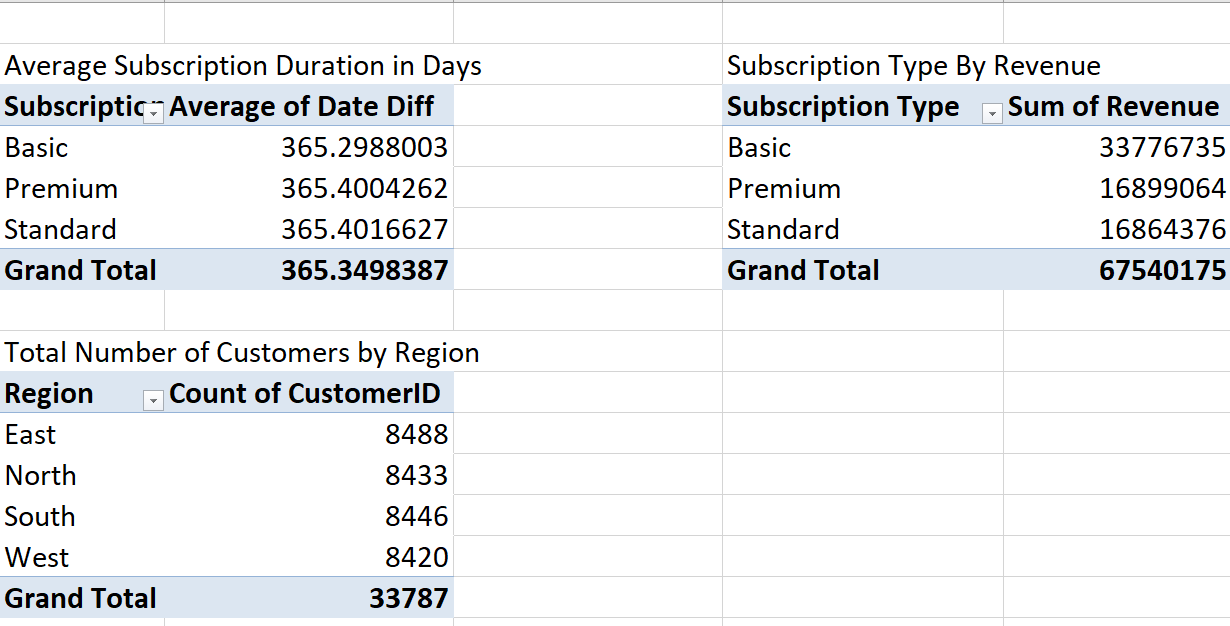 Average Subscription Duration in Days
Subscription Average of Date Diff
Basic 365.2988003
Premium 365.4004262
Standard 365.4016627
Grand Total 365.3498387
Subscription Type By Revenue
Subscription Type Sum of Revenue
Basic 33776735
Premium 16899064
Standard 16864376
Grand Total 67540175
Total Number of Customers by Region
Region Count of CustomerID
East 8488
North 8433
South 8446
West 8420
Grand Total 33787